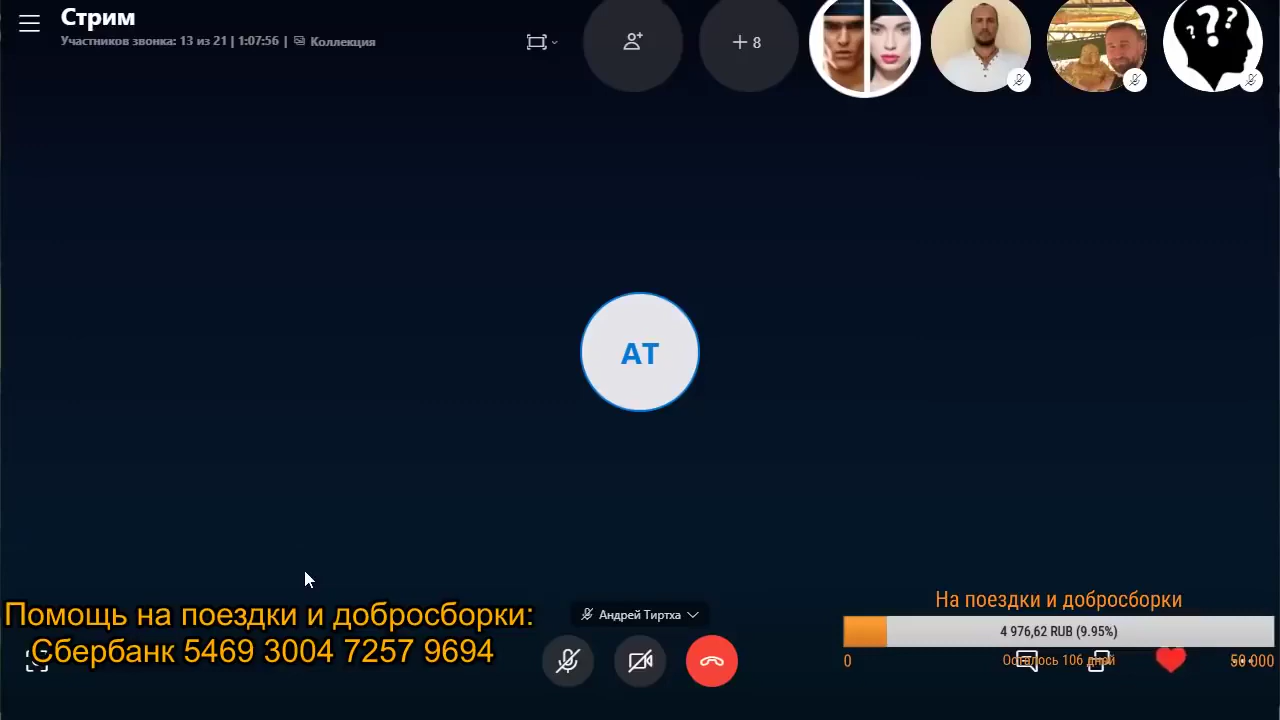 Стрим
Участников звонка: 13 из 21 | 1:07:56 | Коллекция
+ 8
? ? ?
АТ
Андрей Тиртха
Помощь на поездки и добросборки:
Сбербанк 5469 3004 7257 9694
На поездки и добросборки
4 976,62 RUB (9.95%)
0 Осталось 106 дней 50 000